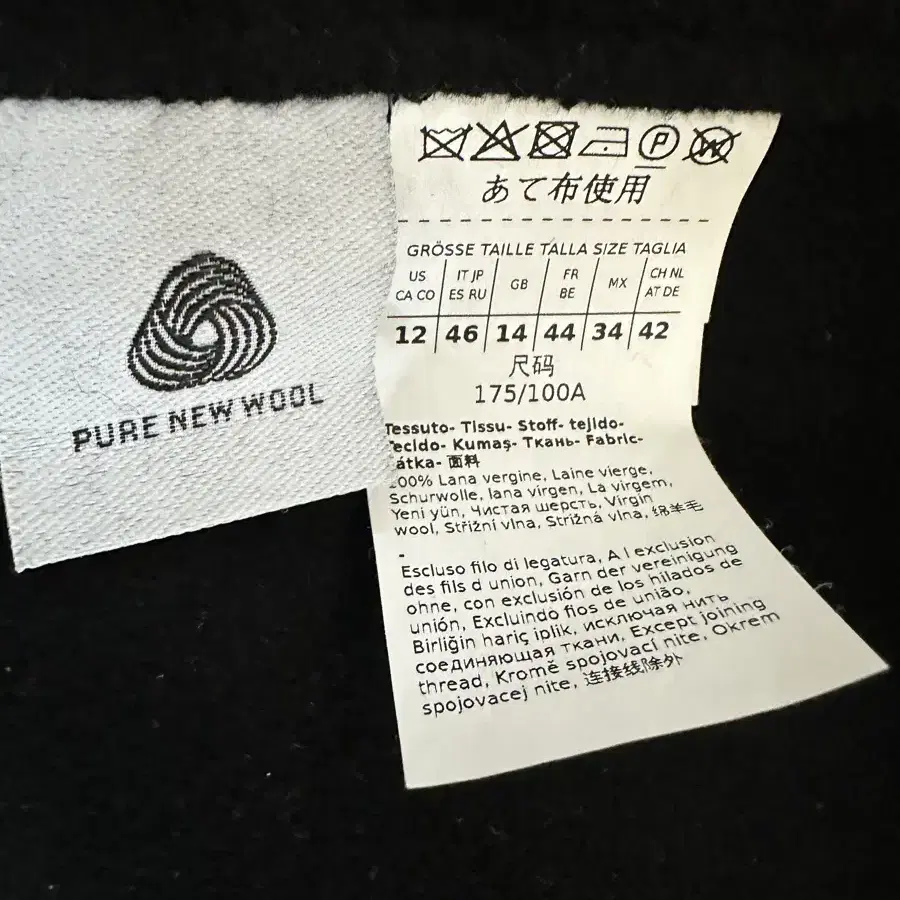 PURE NEW WOOL
P
W
あて布使用
GRÖSSE TAILLE TALLA SIZE TAGLIA
US CA CO
IT JP ES RU
GB
FR BE
MX
CH NL AT DE
12 46 14 44 34 42
尺码
175/100A
Tessuto- Tissu- Stoff- tejido-
ecido- Kumaş- Ткань- Fabric-
átka- 面料
00% Lana vergine, Laine vierge,
Schurwolle, lana virgen, La virgem,
Yeni yün, Чистая шерсть, Virgin
wool, Střižní vlna, Strižná vlna, 绵羊毛
-
Escluso filo di legatura, A l exclusion
des fils d union, Garn der vereinigung
ohne, con exclusión de los hilados de
unión, Excluindo fios de união,
Birliğin hariç iplik, исключая нить
соединяющая ткани, Except joining
thread, Kromě spojovací nite, Okrem
spojovacej nite, 连接线除外